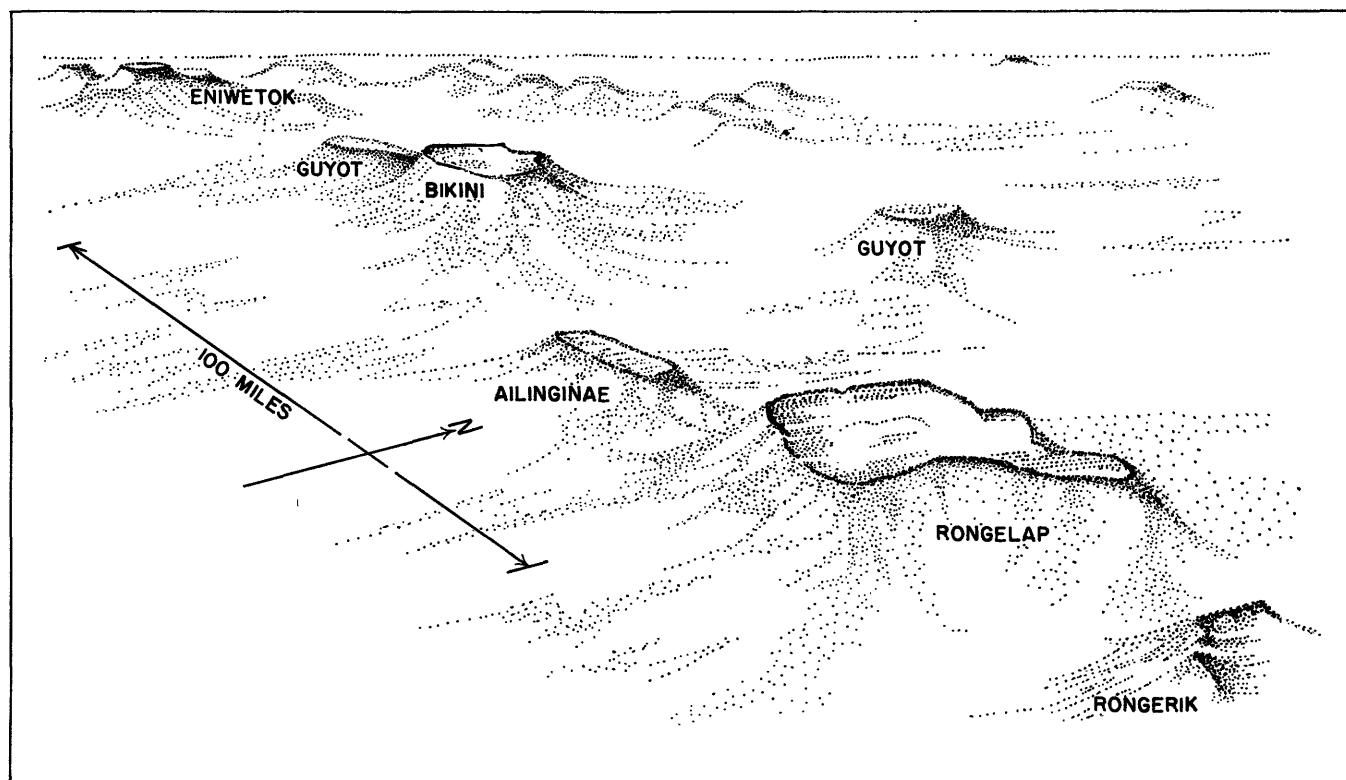 ENIWETOK
GUYOT
BIKINI
GUYOT
100 MILES
AILINGINAE
N
RONGELAP
RONGERIK